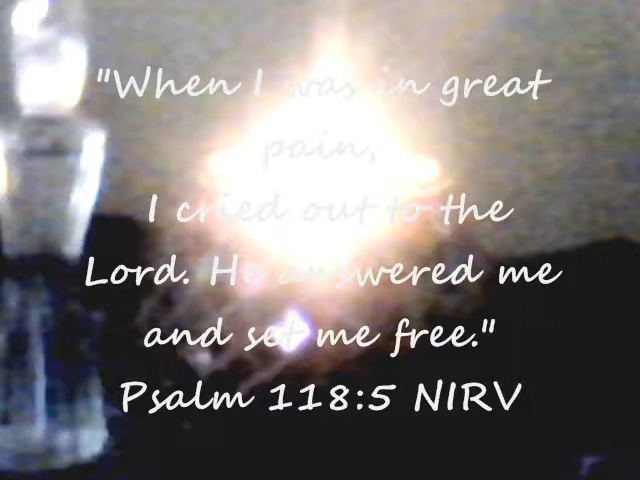 "When I was in great
pain,
I cried out to the
Lord. He answered me
and set me free."
Psalm 118:5 NIRV